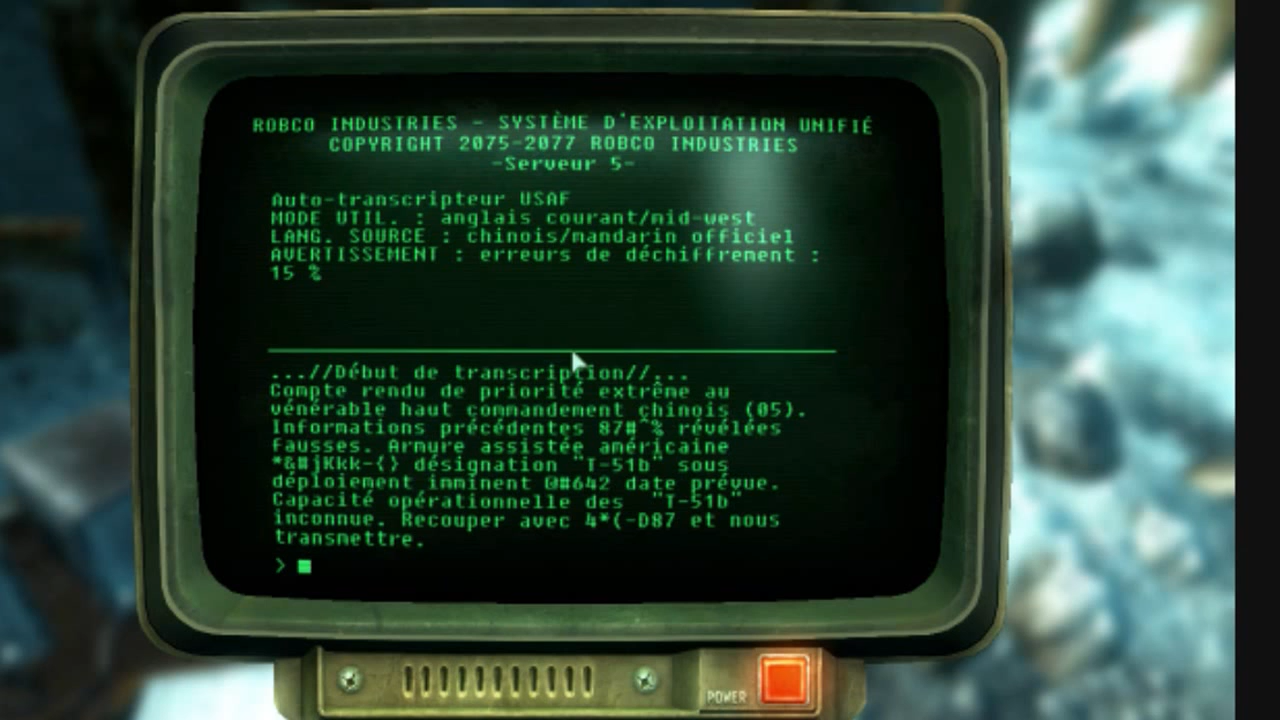 ROBCO INDUSTRIES - SYSTÈME D'EXPLOITATION UNIFIÉ
COPYRIGHT 2075-2077 ROBCO INDUSTRIES
-Serveur 5-
Auto-transcripteur USAF
MODE UTIL. : anglais courant/mid-west
LANG. SOURCE : chinois/mandarin officiel
AVERTISSEMENT : erreurs de déchiffrement :
15 %
...//Début de transcription//...
Compte rendu de priorité extrême au
vénérable haut commandement chinois (05).
Informations précédentes 87#^% révélées
fausses. Armure assistée américaine
*&#jKkk-{} désignation "T-51b" sous
déploiement imminent @#642 date prévue.
Capacité opérationnelle des "T-51b"
inconnue. Recouper avec 4*(-D87 et nous
transmettre.
>
POWER